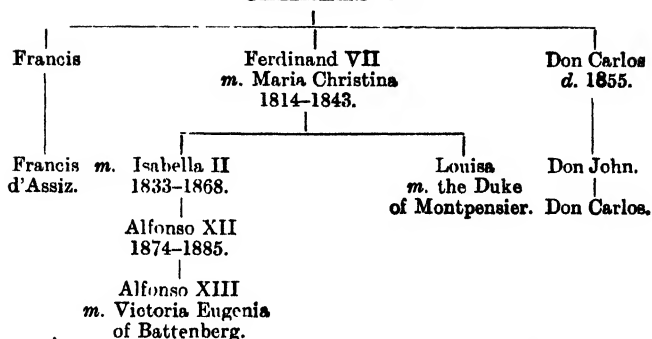 Francis Ferdinand VII Don Carlos
m. Maria Christina d. 1855.
1814–1843.
Francis m. Isabella II Louisa Don John.
d'Assiz. 1833–1868. m. the Duke
of Montpensier. Don Carlos.
Alfonso XII
1874–1885.
Alfonso XIII
m. Victoria Eugenia
of Battenberg.